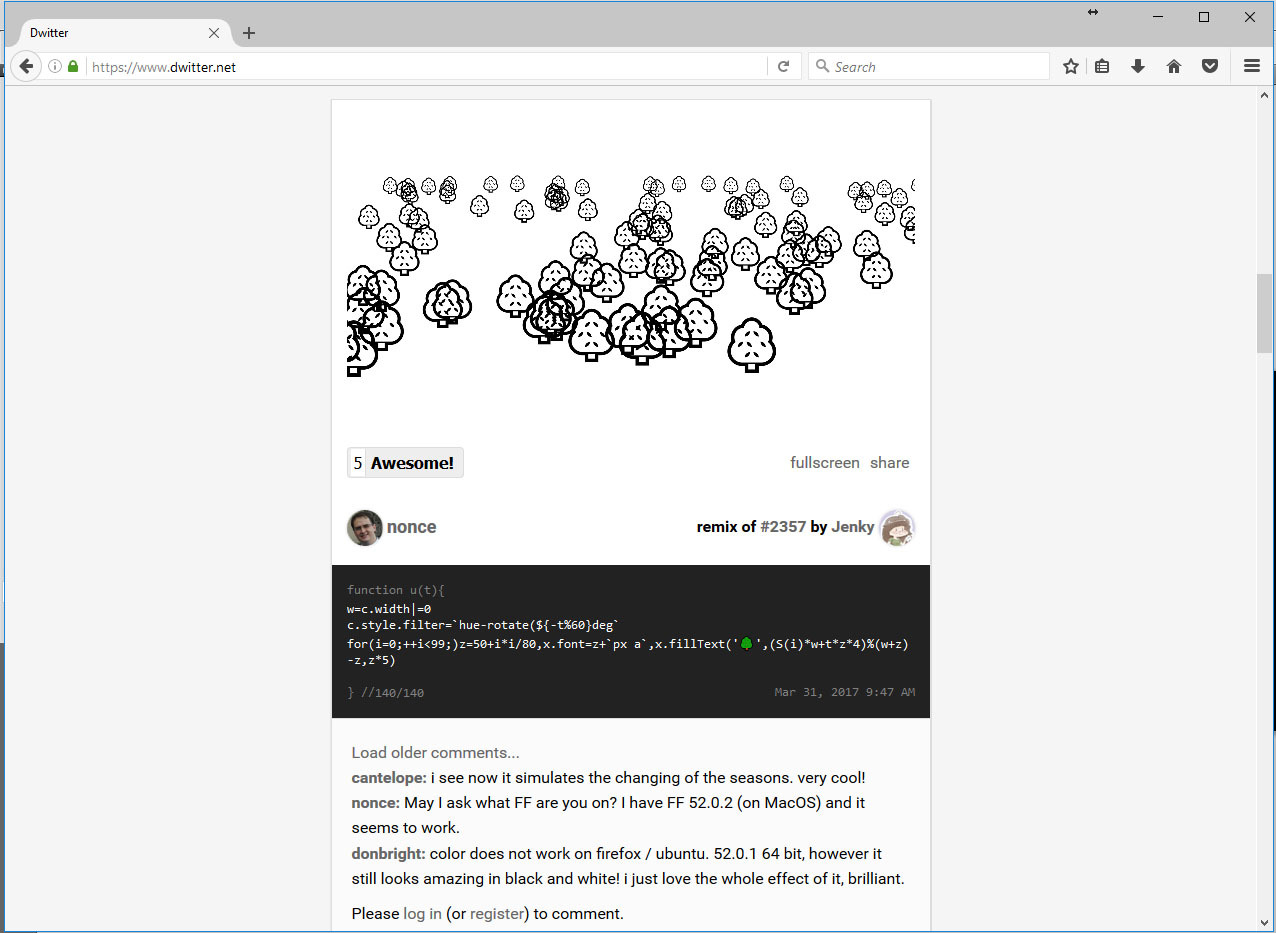 Dwitter
https://www.dwitter.net
Search
5 Awesome!
fullscreen share
nonce
remix of #2357 by Jenky
function u(t){
w=c.width|=0
c.style.filter=`hue-rotate(${-t%60}deg`
for(i=0;++i<99;)z=50+i*i/80,x.font=z+`px a`,x.fillText('🌳',(S(i)*w+t*z*4)%(w+z)
-z,z*5)
} //140/140
Mar 31, 2017 9:47 AM
Load older comments...
cantelope: i see now it simulates the changing of the seasons. very cool!
nonce: May I ask what FF are you on? I have FF 52.0.2 (on MacOS) and it
seems to work.
donbright: color does not work on firefox / ubuntu. 52.0.1 64 bit, however it
still looks amazing in black and white! i just love the whole effect of it, brilliant.
Please log in (or register) to comment.